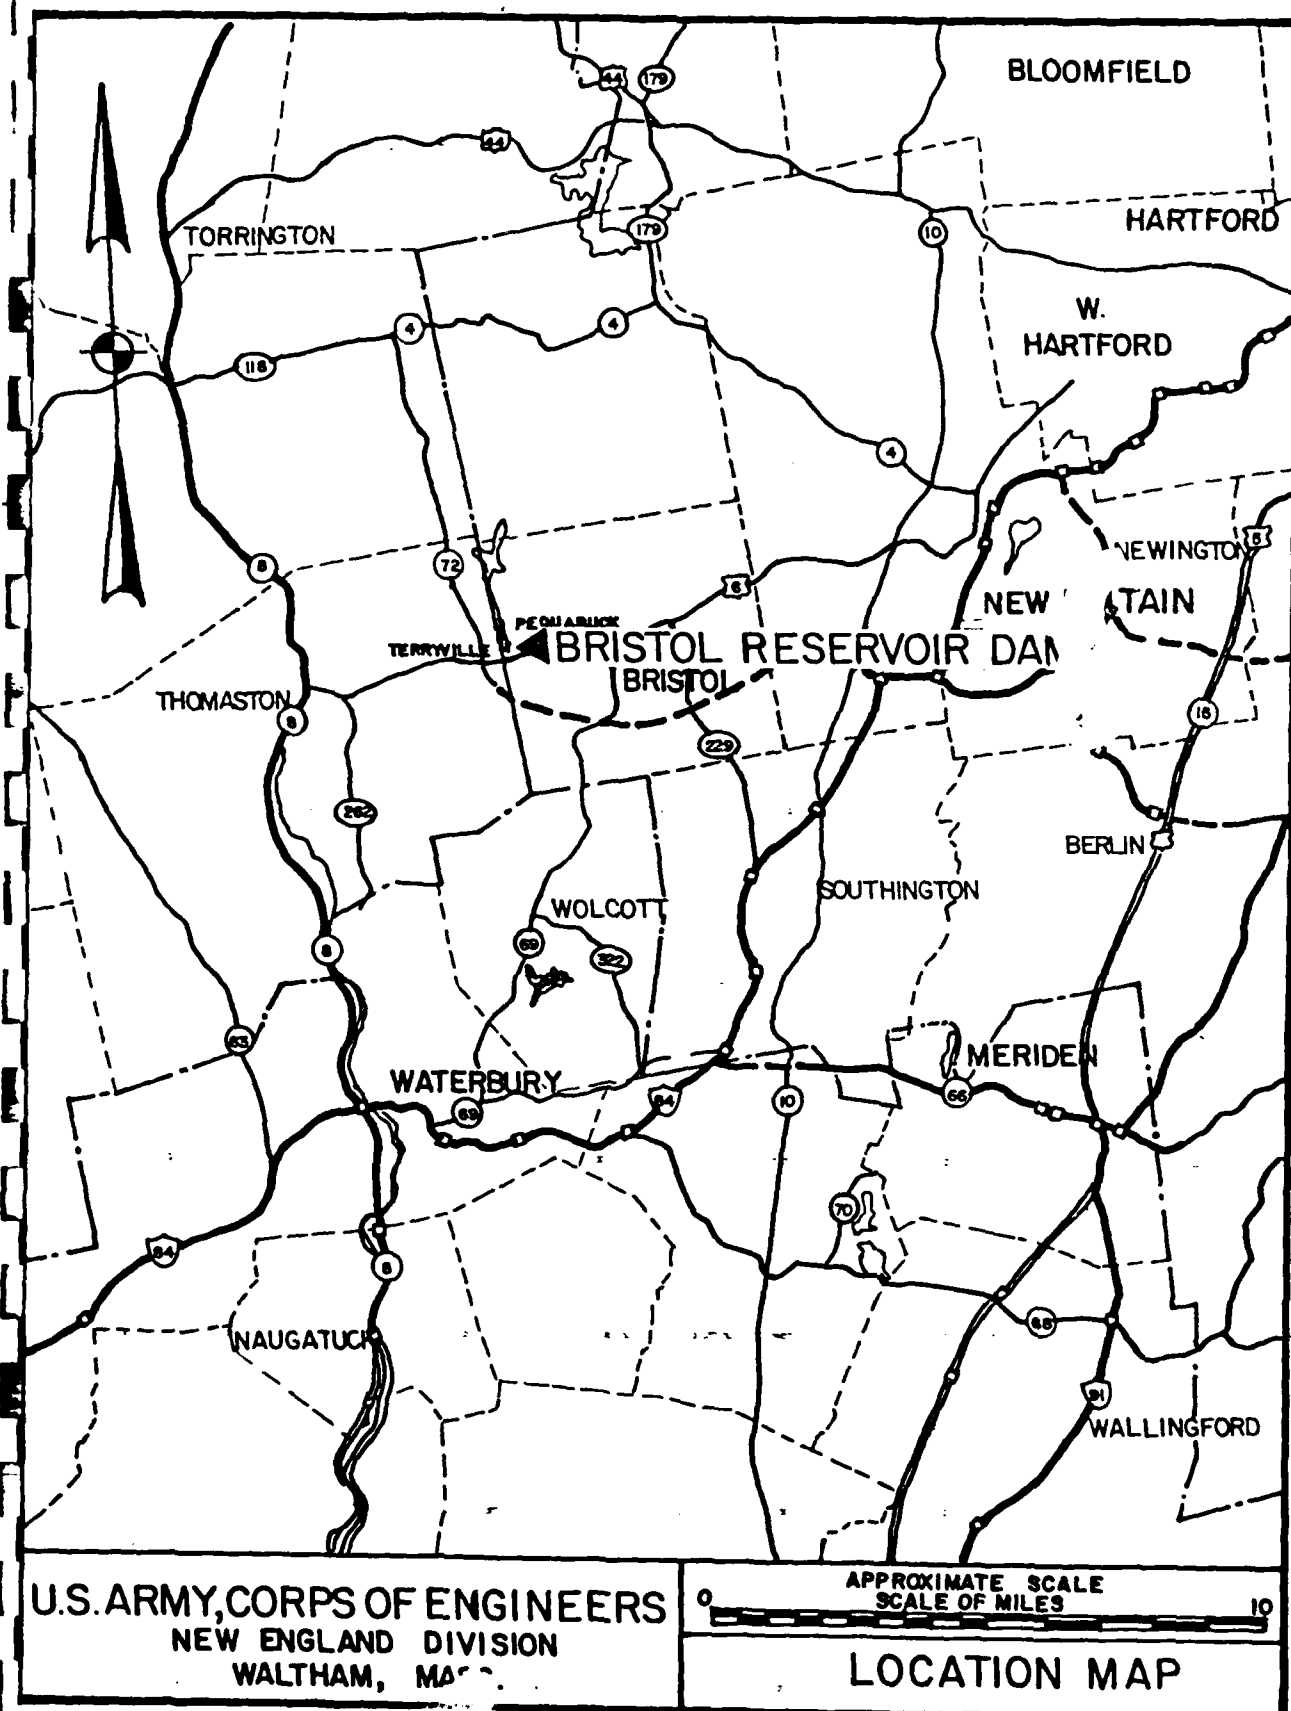 44
179
BLOOMFIELD
44
TORRINGTON
179
10
HARTFORD
W.
HARTFORD
4
4
118
4
8
72
6
5
NEWINGTON
NEW TAIN
PEQUABUCK
TERRYVILLE
BRISTOL RESERVOIR DAM
BRISTOL
THOMASTON
8
15
229
262
BERLIN
SOUTHINGTON
WOLCOTT
69
322
8
63
MERIDEN
WATERBURY
69
84
10
66
70
84
8
NAUGATUCK
68
91
WALLINGFORD
U.S. ARMY, CORPS OF ENGINEERS
NEW ENGLAND DIVISION
WALTHAM, MASS.
APPROXIMATE SCALE
SCALE OF MILES
0 10
LOCATION MAP